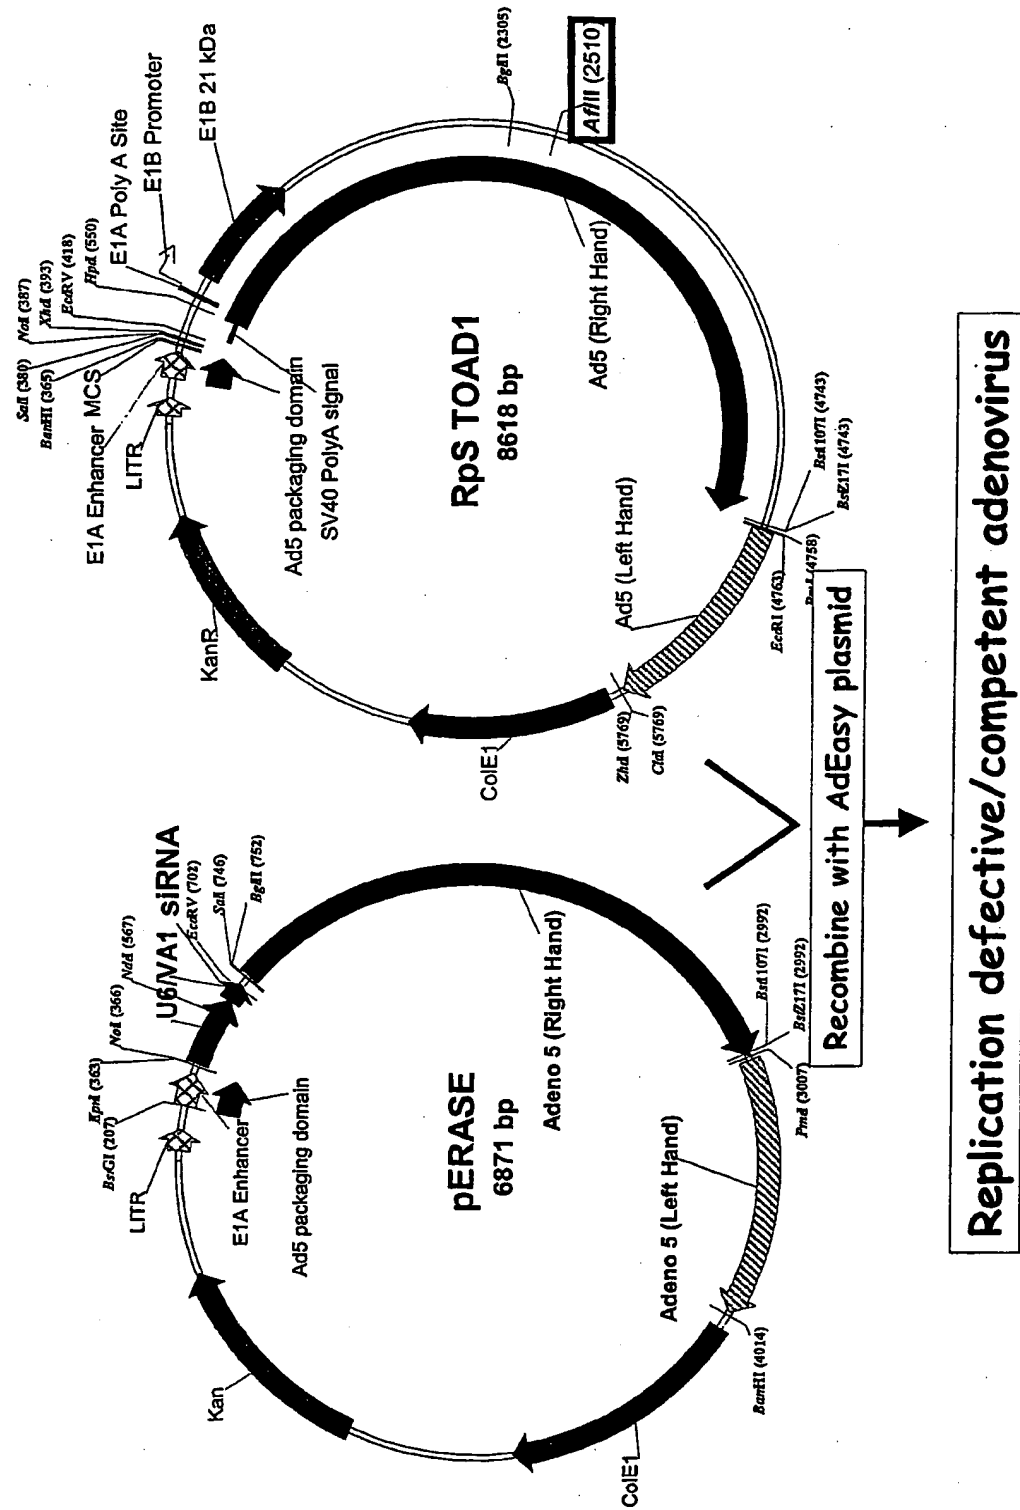 LITR
BsrGI (207)
KpnI (363)
NotI (366)
NdeI (567)
U6/VA1 siRNA
EcoRV (702)
SalI (746)
BglII (752)
E1A Enhancer
Ad5 packaging domain
Kan
pERASE
6871 bp
Adeno 5 (Right Hand)
Adeno 5 (Left Hand)
ColE1
BamHI (4014)
Bst1107I (2992)
BstZ17I (2992)
PmeI (3007)
SalI (380)
BamHI (365)
NotI (387)
XhoI (393)
EcoRV (418)
HpaI (550)
E1A Poly A Site
E1B Promoter
E1B 21 kDa
E1A Enhancer MCS
LITR
KanR
Ad5 packaging domain
SV40 PolyA signal
RpS TOAD1
8618 bp
BglII (2305)
AflII (2510)
Ad5 (Right Hand)
Ad5 (Left Hand)
ColE1
(5769)
ClaI (5769)
EcoRI (4763)
(4758)
Bst1107I (4743)
BstZ17I (4743)
Recombine with AdEasy plasmid
Replication defective/competent adenovirus